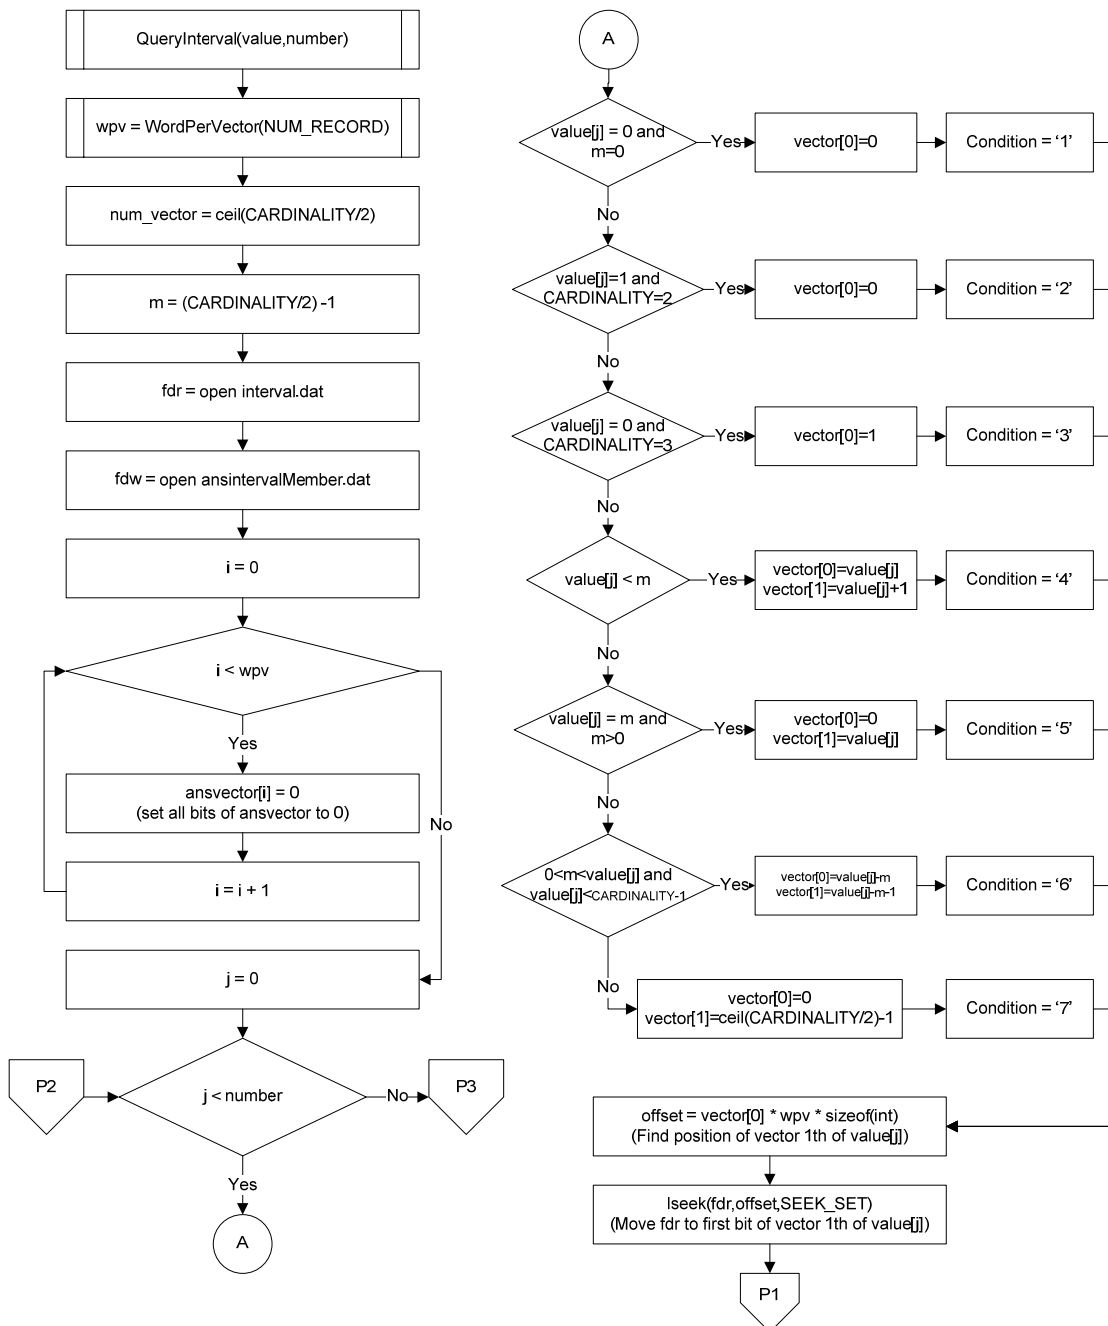 QueryInterval(value,number)
wpv = WordPerVector(NUM_RECORD)
num_vector = ceil(CARDINALITY/2)
m = (CARDINALITY/2) -1
fdr = open interval.dat
fdw = open ansintervalMember.dat
i = 0
i < wpv
Yes
No
ansvector[i] = 0
(set all bits of ansvector to 0)
i = i + 1
j = 0
P2
j < number
No
P3
Yes
A
A
value[j] = 0 and
m=0
Yes
vector[0]=0
Condition = ‘1’
No
value[j]=1 and
CARDINALITY=2
Yes
vector[0]=0
Condition = ‘2’
No
value[j] = 0 and
CARDINALITY=3
Yes
vector[0]=1
Condition = ‘3’
No
value[j] < m
Yes
vector[0]=value[j]
vector[1]=value[j]+1
Condition = ‘4’
No
value[j] = m and
m>0
Yes
vector[0]=0
vector[1]=value[j]
Condition = ‘5’
No
0<m<value[j] and
value[j]<CARDINALITY-1
Yes
vector[0]=value[j]-m
vector[1]=value[j]-m-1
Condition = ‘6’
No
vector[0]=0
vector[1]=ceil(CARDINALITY/2)-1
Condition = ‘7’
offset = vector[0] * wpv * sizeof(int)
(Find position of vector 1th of value[j])
lseek(fdr,offset,SEEK_SET)
(Move fdr to first bit of vector 1th of value[j])
P1